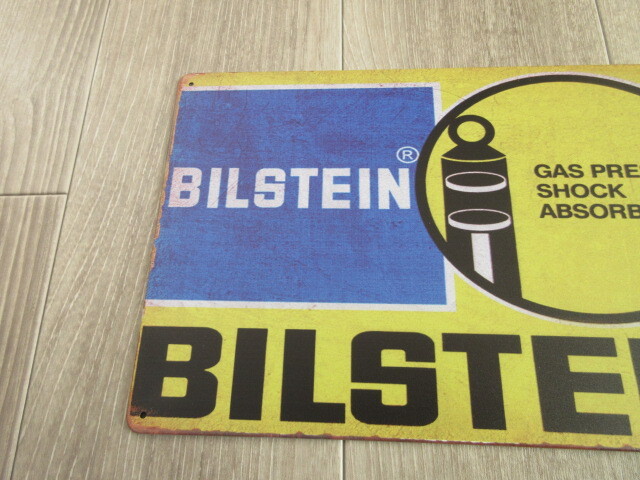 BILSTEIN®
GAS PRE
SHOCK
ABSORB
BILSTEI